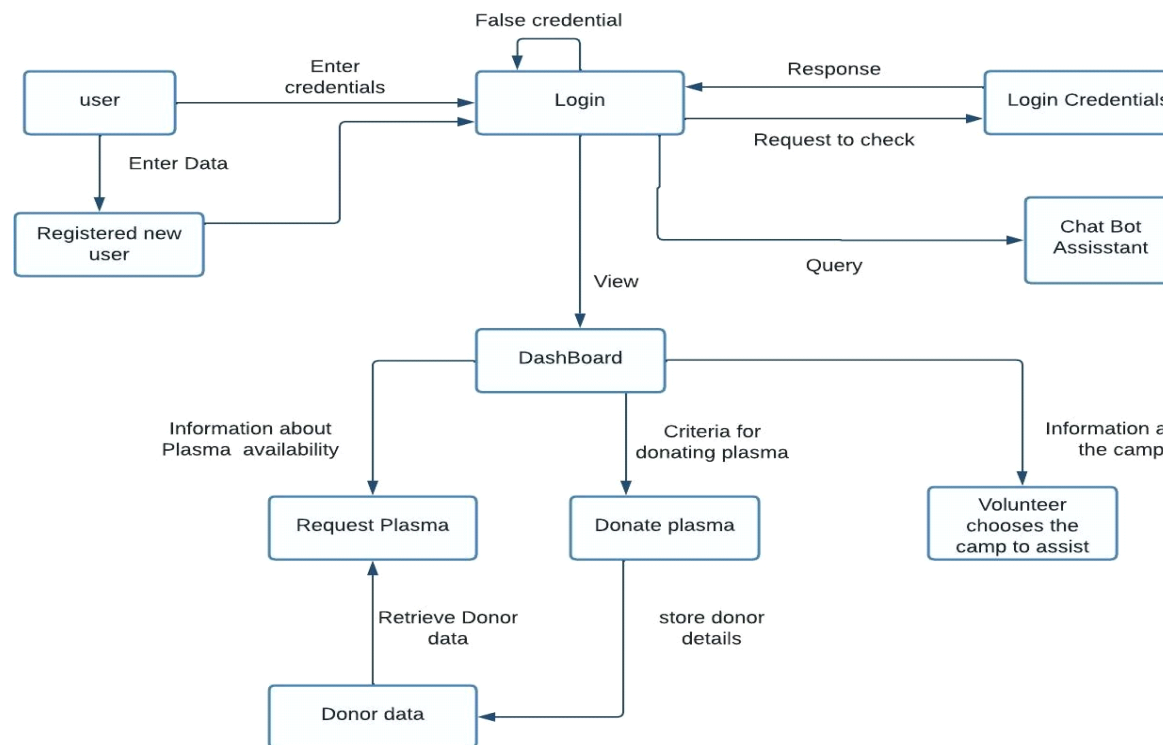 False credential
Enter
credentials
Response
user
Login
Login Credentials
Request to check
Enter Data
Registered new
user
Chat Bot
Assisstant
Query
View
DashBoard
Information about
Plasma availability
Criteria for
donating plasma
Information a
the camp
Request Plasma
Donate plasma
Volunteer
chooses the
camp to assist
Retrieve Donor
data
store donor
details
Donor data